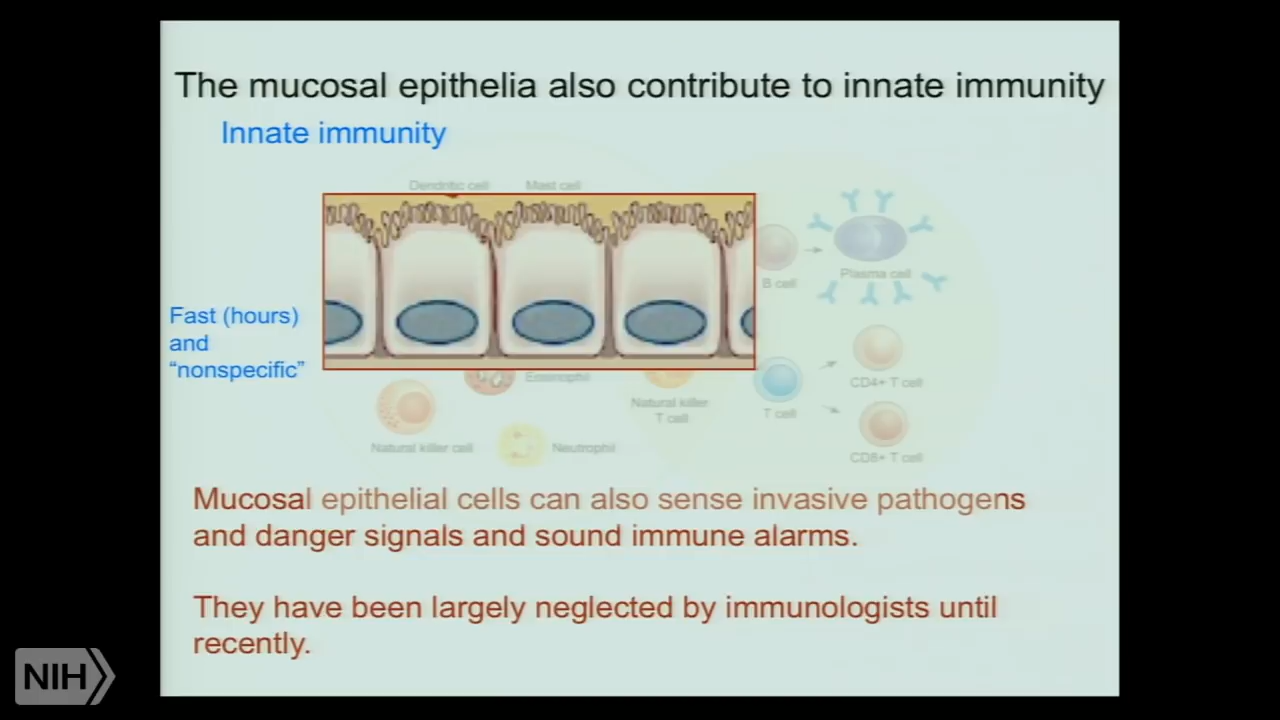 The mucosal epithelia also contribute to innate immunity
Innate immunity
Dendritic cell
Mast cell
B cell
Plasma cell
Fast (hours)
and
“nonspecific”
Eosinophil
Natural killer
T cell
T cell
CD4+ T cell
Natural killer cell
Neutrophil
CD8+ T cell
Mucosal epithelial cells can also sense invasive pathogens
and danger signals and sound immune alarms.
They have been largely neglected by immunologists until
recently.
NIH